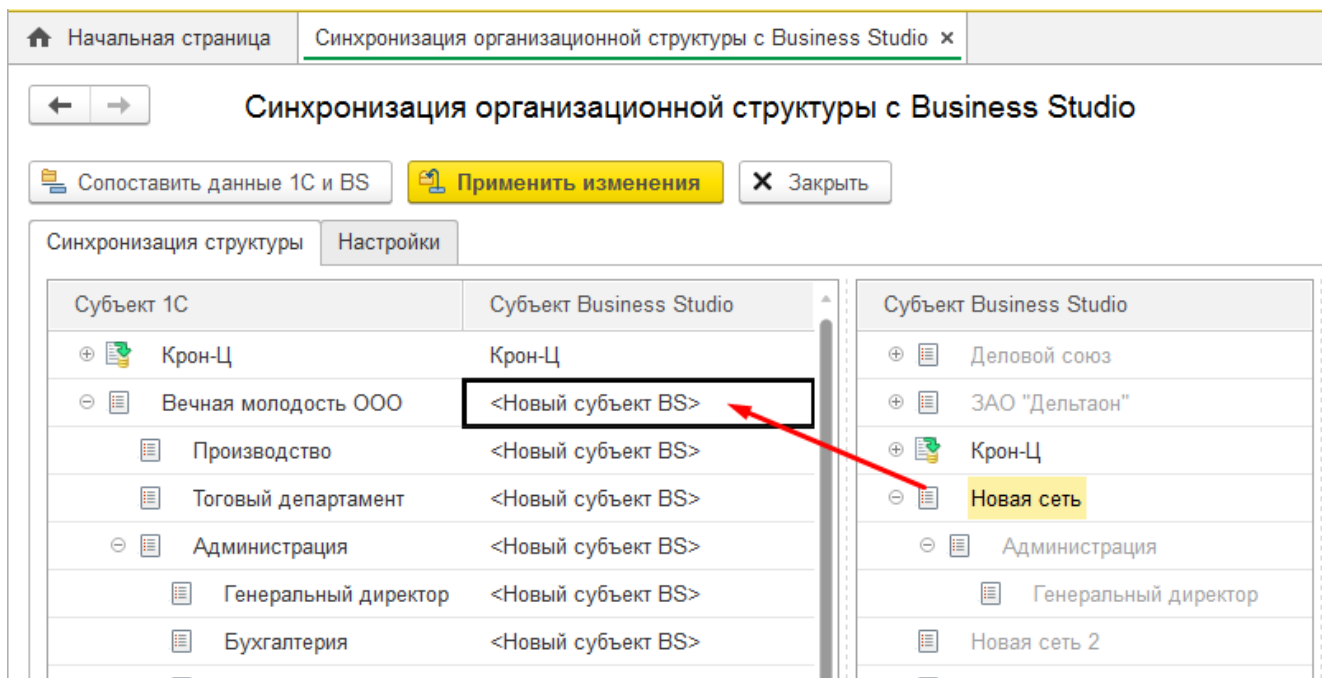 Начальная страница
Синхронизация организационной структуры с Business Studio ×
Синхронизация организационной структуры с Business Studio
Сопоставить данные 1С и BS
Применить изменения
Закрыть
Синхронизация структуры
Настройки
Субъект 1С Субъект Business Studio
Крон-Ц Крон-Ц
Вечная молодость ООО <Новый субъект BS>
Производство <Новый субъект BS>
Тоговый департамент <Новый субъект BS>
Администрация <Новый субъект BS>
Генеральный директор <Новый субъект BS>
Бухгалтерия <Новый субъект BS>
Субъект Business Studio
Деловой союз
ЗАО "Дельтаон"
Крон-Ц
Новая сеть
Администрация
Генеральный директор
Новая сеть 2